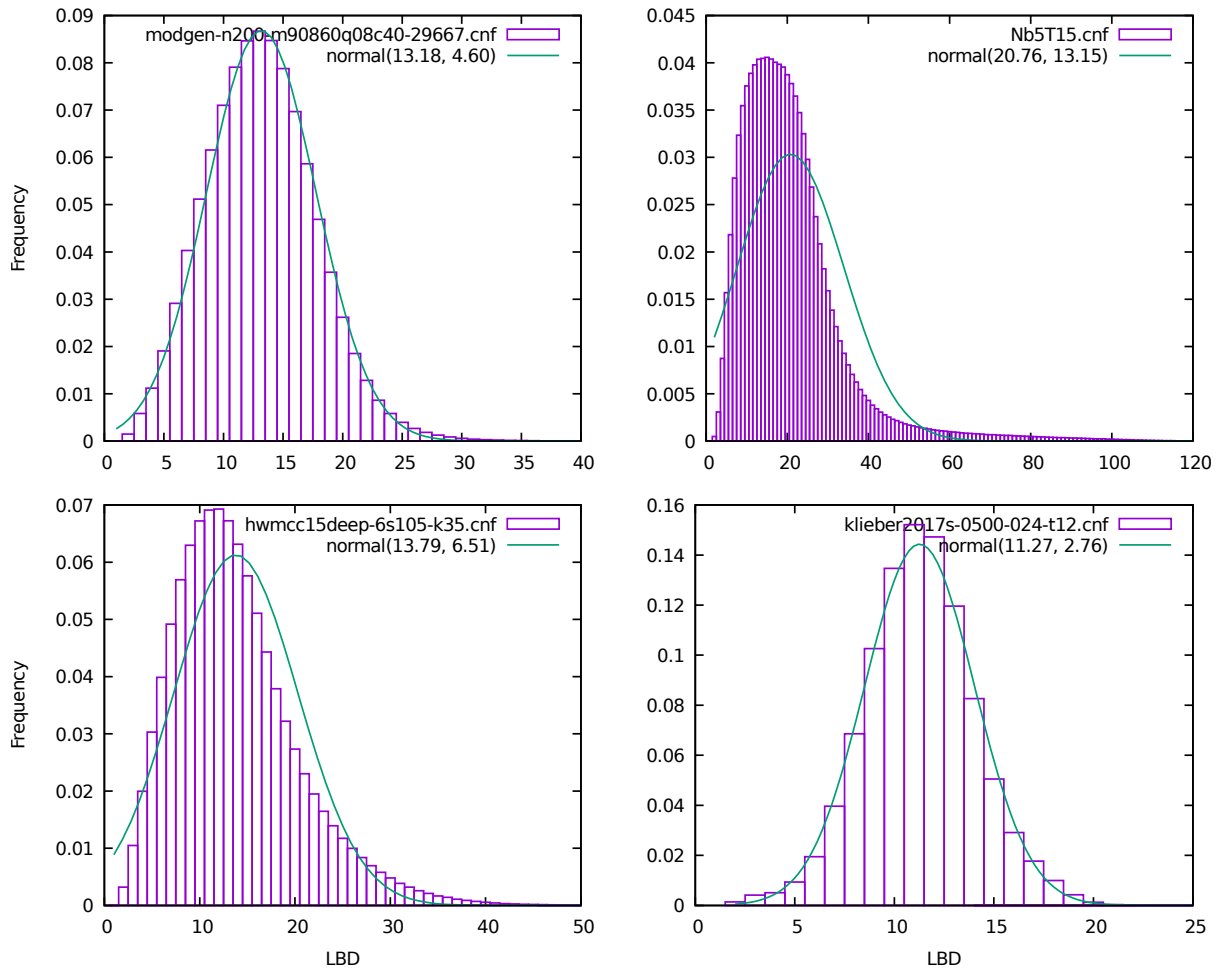 0.09
0.08
0.07
0.06
0.05
0.04
0.03
0.02
0.01
0
Frequency
modgen-n200-m90860q08c40-29667.cnf
normal(13.18, 4.60)
0 5 10 15 20 25 30 35 40
0.045
0.04
0.035
0.03
0.025
0.02
0.015
0.01
0.005
0
Nb5T15.cnf
normal(20.76, 13.15)
0 20 40 60 80 100 120
0.07
0.06
0.05
0.04
0.03
0.02
0.01
0
Frequency
hwmcc15deep-6s105-k35.cnf
normal(13.79, 6.51)
0 10 20 30 40 50
LBD
0.16
0.14
0.12
0.1
0.08
0.06
0.04
0.02
0
klieber2017s-0500-024-t12.cnf
normal(11.27, 2.76)
0 5 10 15 20 25
LBD